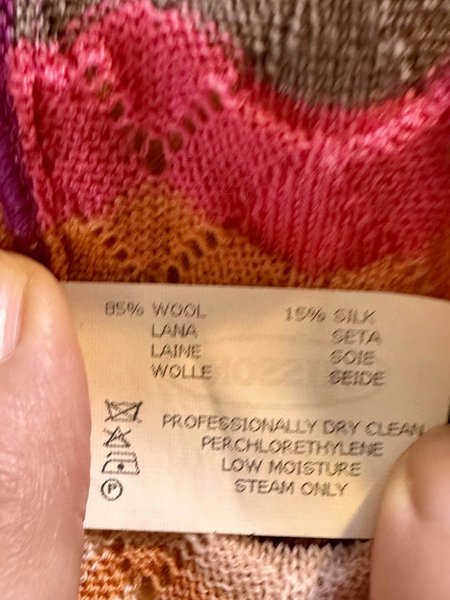 85% WOOL 15% SILK
LANA SETA
LAINE SOIE
WOLLE SEIDE
PROFESSIONALLY DRY CLEAN
PERCHLORETHYLENE
LOW MOISTURE
STEAM ONLY
P